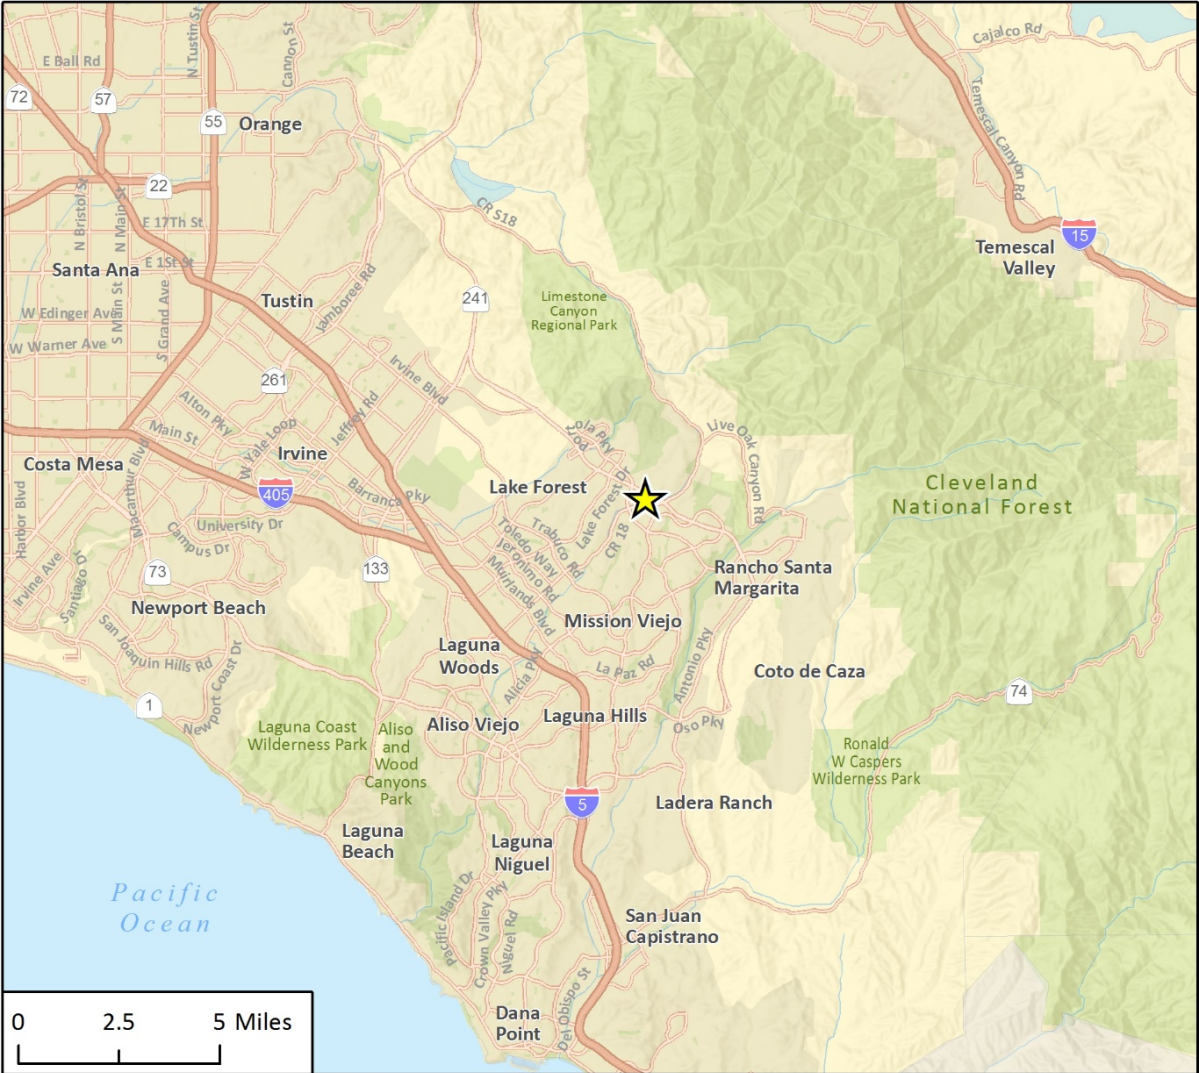 Cajalco Rd
N Tustin St
Cannon St
E Ball Rd
72
57
55
Orange
Temescal Canyon Rd
22
N Bristol St
N Main St
E 17Th St
CR S18
15
Temescal
Valley
Santa Ana
E 1St St
Tustin
Jamboree Rd
241
Limestone
Canyon
Regional Park
W Edinger Ave
S Main St
S Grand Ave
W Warner Ave
261
Irvine Blvd
Alton Pky
Jeffrey Rd
Main St
W Yale Loop
Live Oak Canyon Rd
Costa Mesa
Macarthur Blvd
Irvine
Lake Forest
Lake Forest Dr
Cleveland
National Forest
405
Barranca Pky
Harbor Blvd
University Dr
Campus Dr
Toledo Way
Trabuco Rd
CR 18
Jeronimo Rd
Muirlands Blvd
Irvine Ave
73
133
Rancho Santa
Margarita
Newport Beach
Mission Viejo
San Joaquin Hills Rd
Newport Coast Dr
Laguna
Woods
Alicia Pky
La Paz Rd
Antonio Pky
Coto de Caza
74
1
Laguna Coast
Wilderness Park
Aliso
and
Wood
Canyons
Park
Aliso Viejo
Laguna Hills
Oso Pky
Ronald
W Caspers
Wilderness Park
5
Ladera Ranch
Laguna
Beach
Laguna
Niguel
Pacific
Ocean
Pacific Island Dr
Crown Valley Pky
Niguel Rd
San Juan
Capistrano
Del Obispo St
Dana
Point
0 2.5 5 Miles